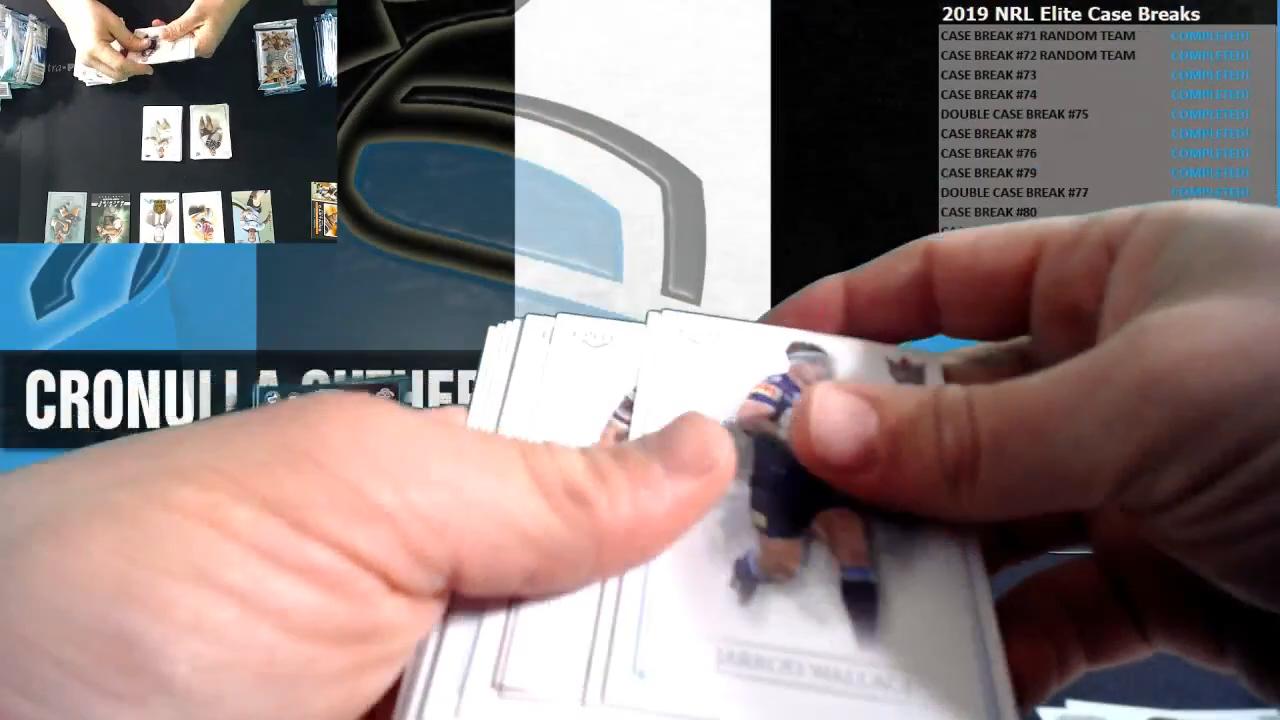 2019 NRL Elite Case Breaks
CASE BREAK #71 RANDOM TEAM COMPLETED!
CASE BREAK #72 RANDOM TEAM COMPLETED!
CASE BREAK #73 COMPLETED!
CASE BREAK #74 COMPLETED!
DOUBLE CASE BREAK #75 COMPLETED!
CASE BREAK #78 COMPLETED!
CASE BREAK #76 COMPLETED!
CASE BREAK #79 COMPLETED!
DOUBLE CASE BREAK #77 COMPLETED!
CASE BREAK #80
CRONULLA